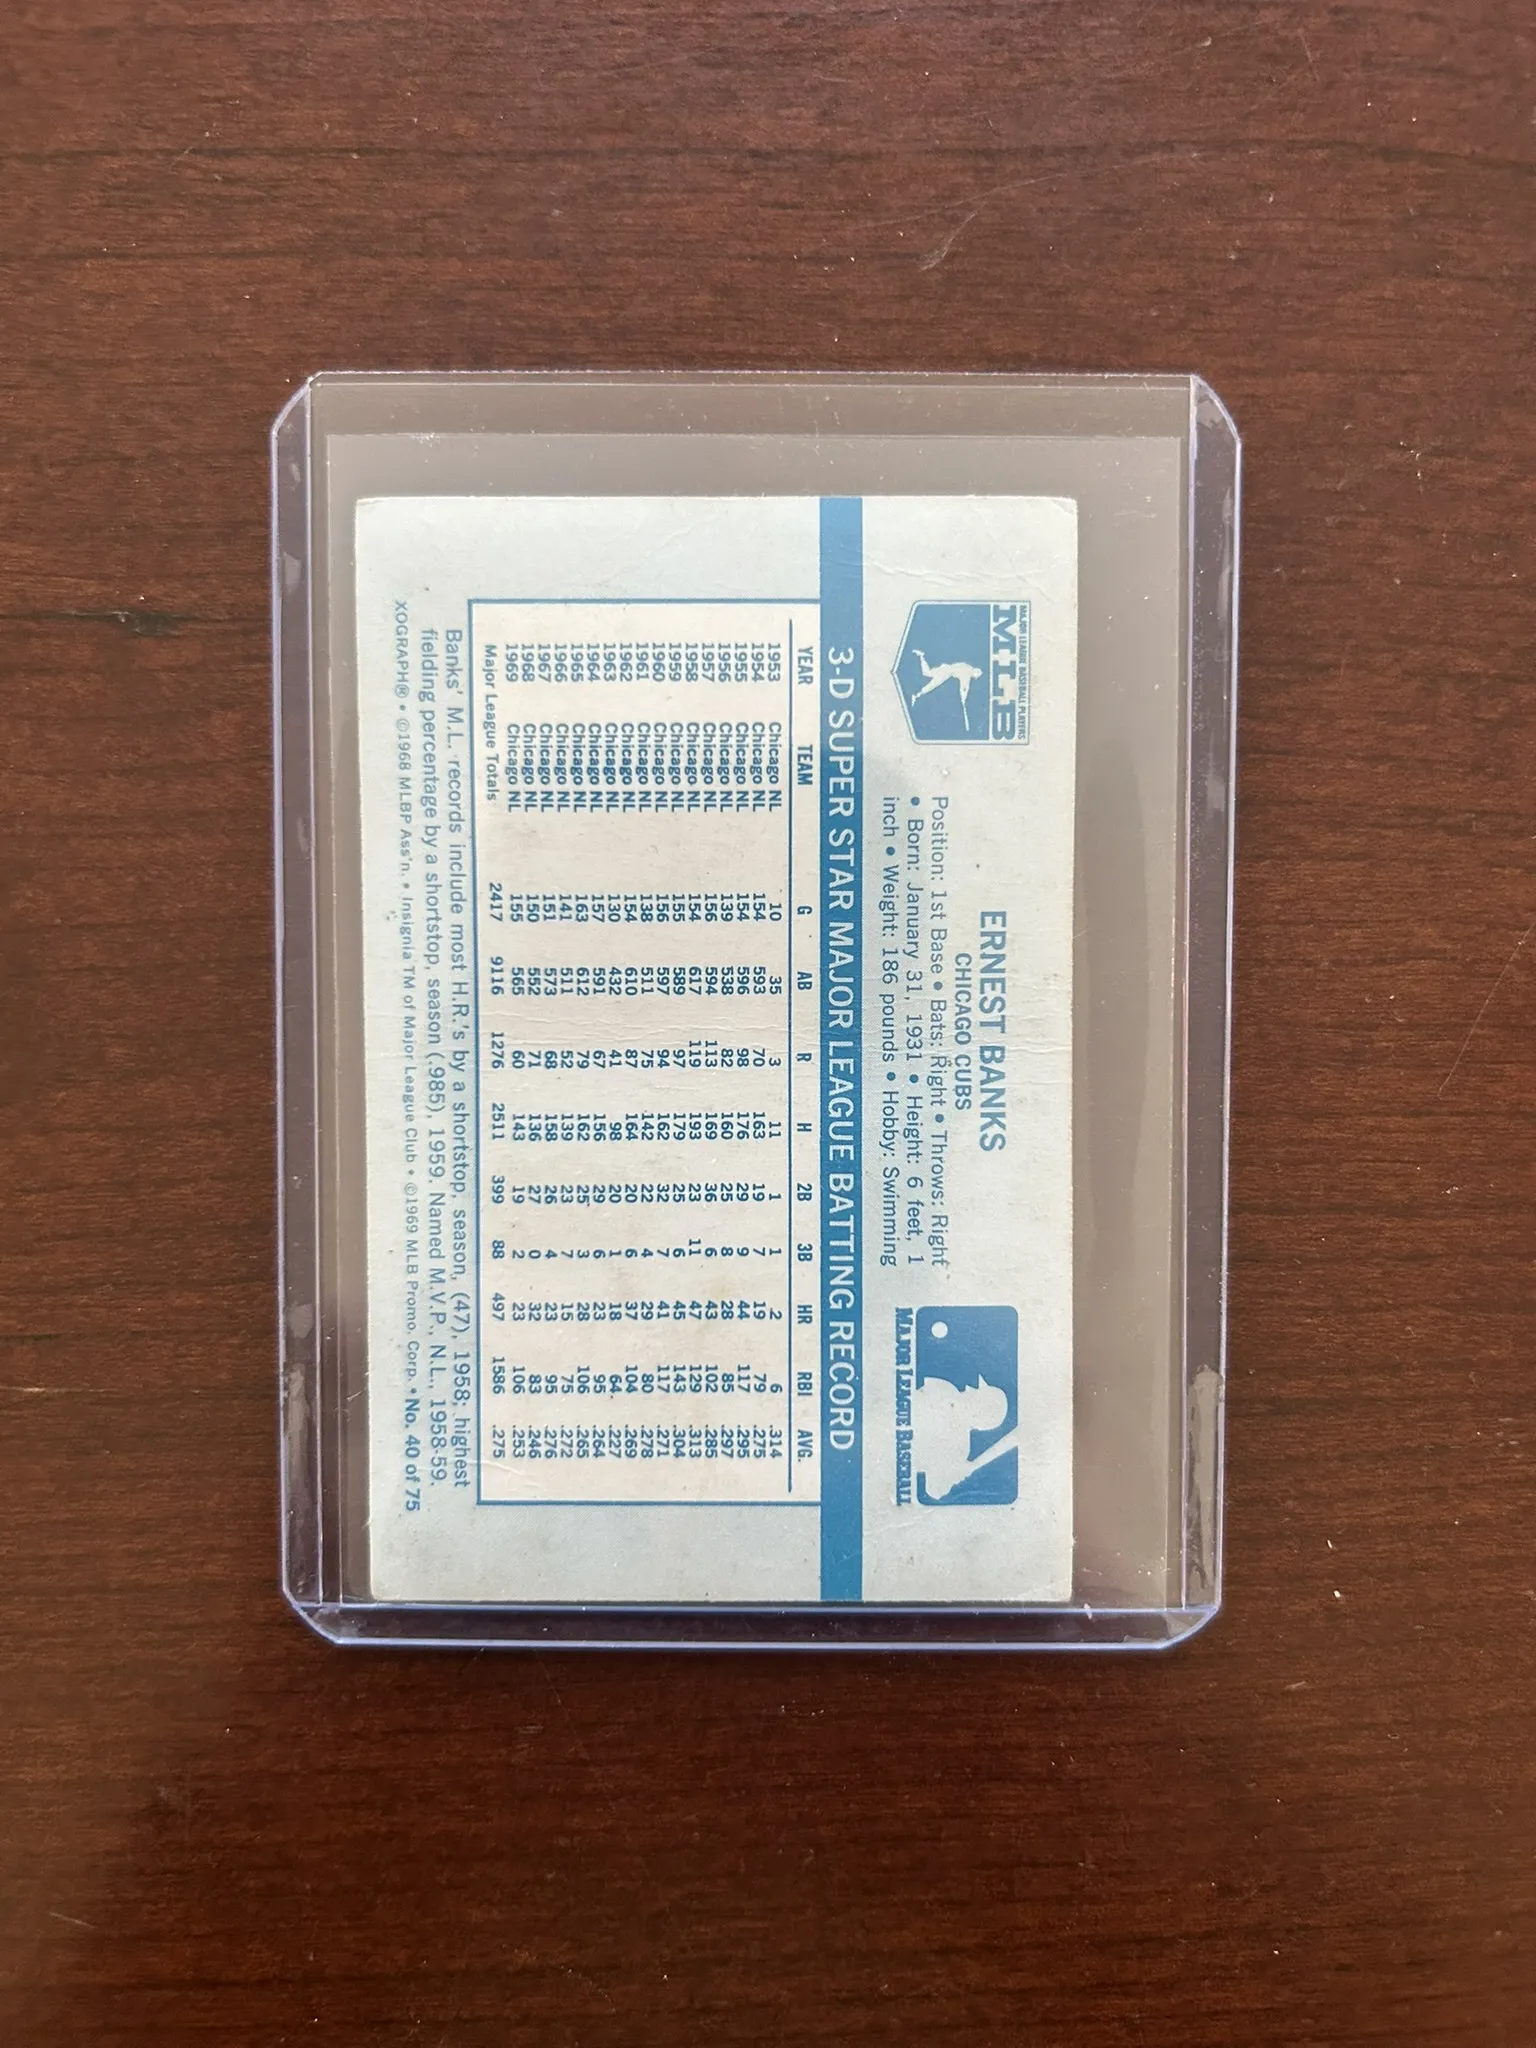 MAJOR LEAGUE BASEBALL PLAYERS
MLB
ERNEST BANKS
CHICAGO CUBS
Position: 1st Base • Bats: Right • Throws: Right
• Born: January 31, 1931 • Height: 6 feet, 1
inch • Weight: 186 pounds • Hobby: Swimming
MAJOR LEAGUE BASEBALL
3-D SUPER STAR MAJOR LEAGUE BATTING RECORD
YEAR TEAM G AB R H 2B 3B HR RBI AVG.
1953 Chicago NL 10 35 3 11 1 1 2 6 .314
1954 Chicago NL 154 593 70 163 19 7 19 79 .275
1955 Chicago NL 154 596 98 176 29 9 44 117 .295
1956 Chicago NL 139 538 82 160 25 8 28 85 .297
1957 Chicago NL 156 594 113 169 36 6 43 102 .285
1958 Chicago NL 154 617 119 193 23 11 47 129 .313
1959 Chicago NL 155 589 97 179 25 6 45 143 .304
1960 Chicago NL 156 597 94 162 32 7 41 117 .271
1961 Chicago NL 138 511 75 142 22 4 29 80 .278
1962 Chicago NL 154 610 87 164 20 6 37 104 .269
1963 Chicago NL 130 432 41 98 20 1 18 64 .227
1964 Chicago NL 157 591 67 156 29 6 23 95 .264
1965 Chicago NL 163 612 79 162 25 3 28 106 .265
1966 Chicago NL 141 511 52 139 23 7 15 75 .272
1967 Chicago NL 151 573 68 158 26 4 23 95 .276
1968 Chicago NL 150 552 71 136 27 0 32 83 .246
1969 Chicago NL 155 565 60 143 19 2 23 106 .253
Major League Totals 2417 9116 1276 2511 399 88 497 1586 .275
Banks' M.L. records include most H.R.'s by a shortstop, season, (47), 1958; highest
fielding percentage by a shortstop, season (.985), 1959. Named M.V.P., N.L., 1958-59.
XOGRAPH® • ©1968 MLBP Ass'n. • Insignia TM of Major League Club • ©1969 MLB Promo. Corp. • No. 40 of 75